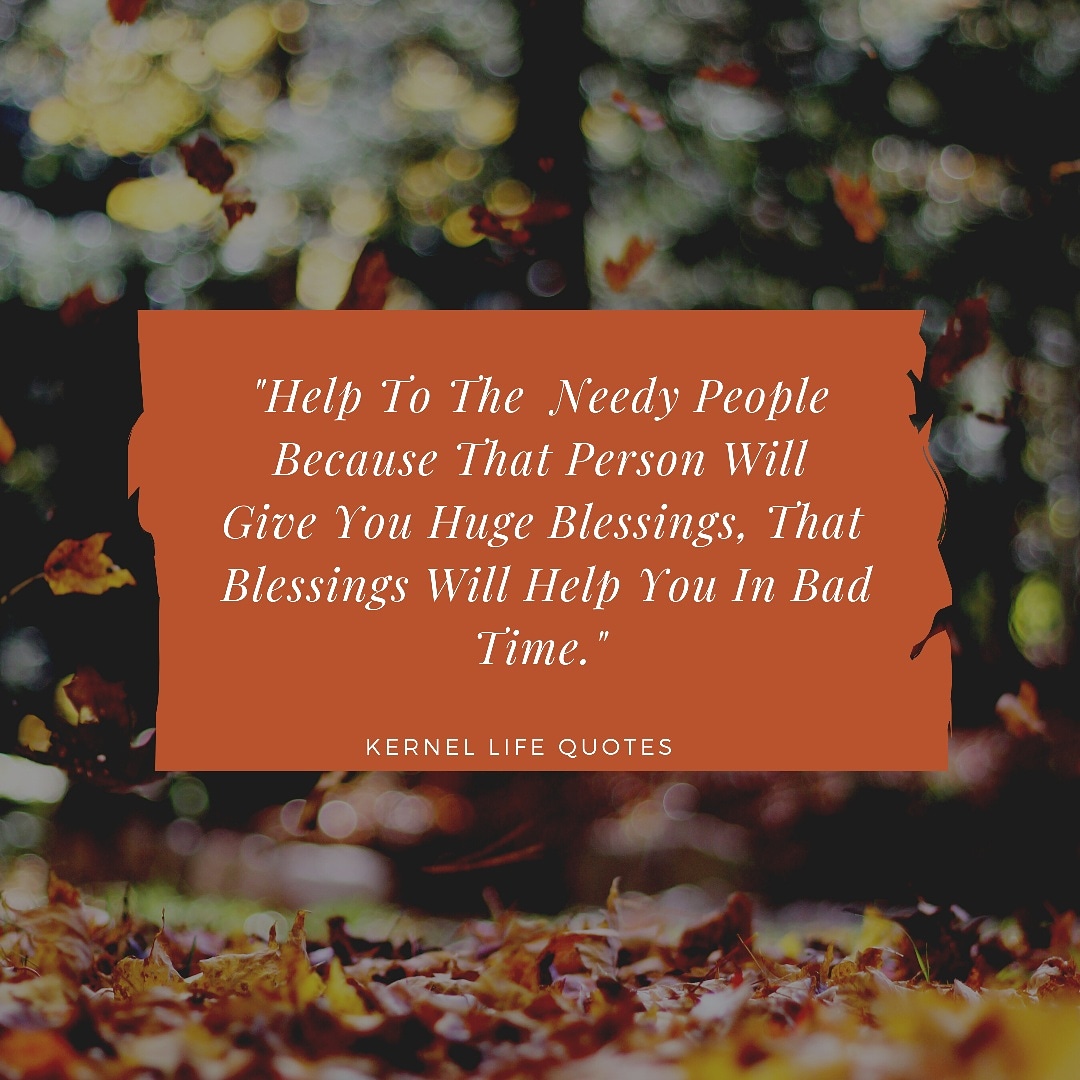 "Help To The Needy People
Because That Person Will
Give You Huge Blessings, That
Blessings Will Help You In Bad
Time."
KERNEL LIFE QUOTES